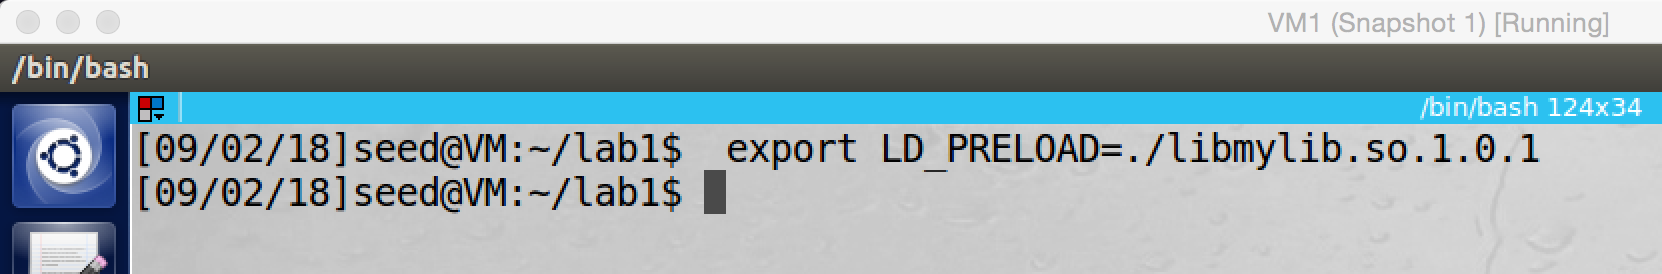 VM1 (Snapshot 1) [Running]
/bin/bash
/bin/bash 124x34
[09/02/18]seed@VM:~/lab1$  export LD_PRELOAD=./libmylib.so.1.0.1
[09/02/18]seed@VM:~/lab1$